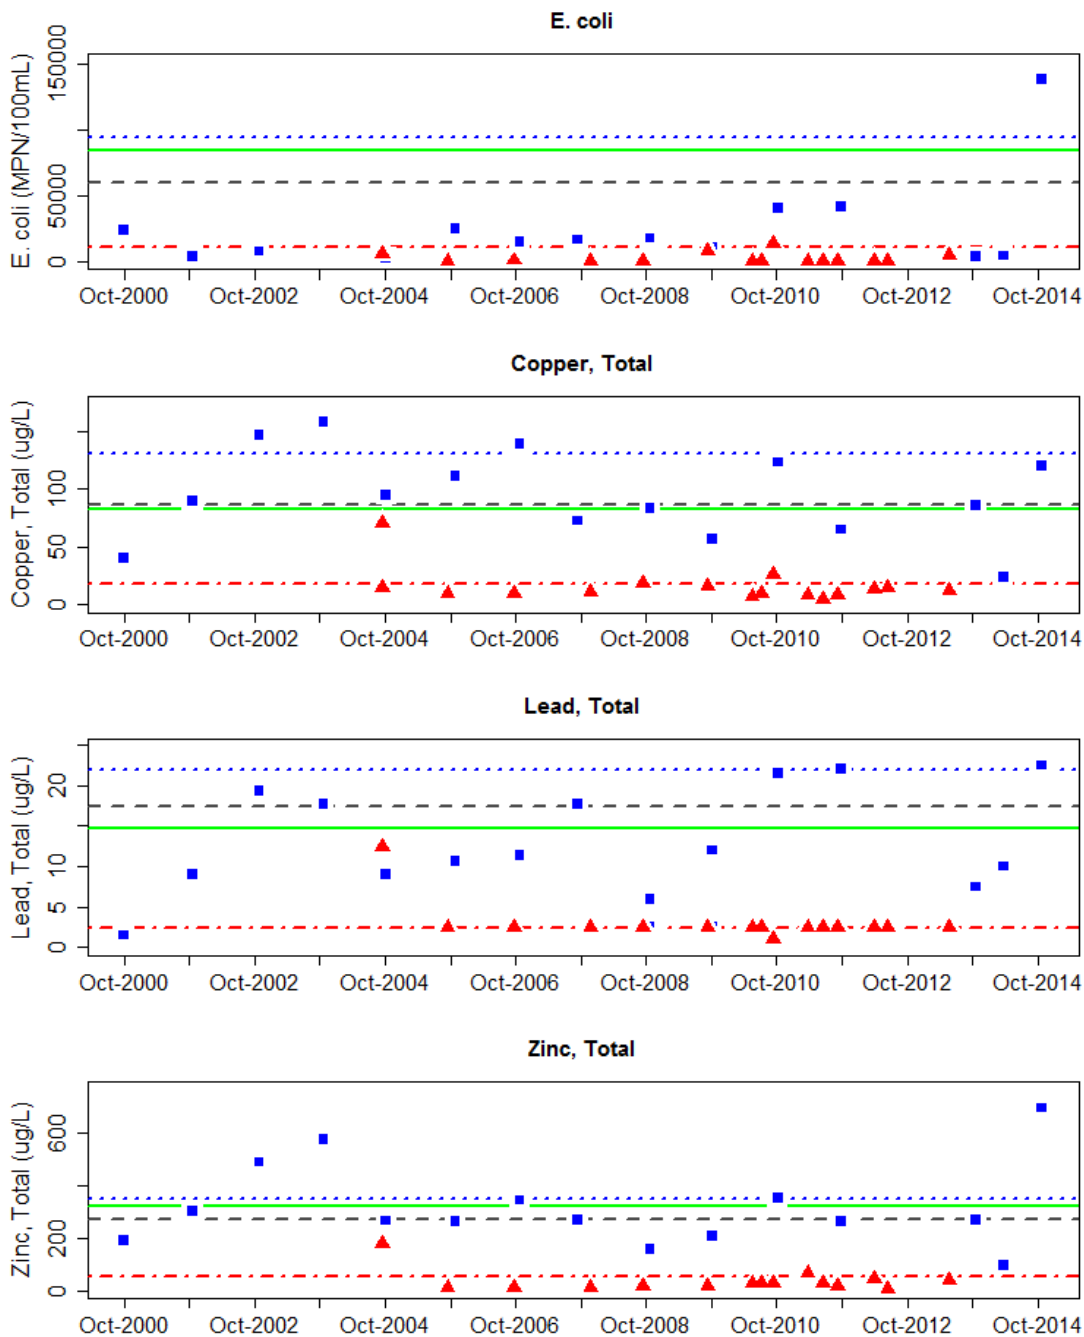 E. coli
E. coli (MPN/100mL)
0
50000
150000
Oct-2000 Oct-2002 Oct-2004 Oct-2006 Oct-2008 Oct-2010 Oct-2012 Oct-2014
Copper, Total
Copper, Total (ug/L)
0
50
100
Oct-2000 Oct-2002 Oct-2004 Oct-2006 Oct-2008 Oct-2010 Oct-2012 Oct-2014
Lead, Total
Lead, Total (ug/L)
0
5
10
20
Oct-2000 Oct-2002 Oct-2004 Oct-2006 Oct-2008 Oct-2010 Oct-2012 Oct-2014
Zinc, Total
Zinc, Total (ug/L)
0
200
600
Oct-2000 Oct-2002 Oct-2004 Oct-2006 Oct-2008 Oct-2010 Oct-2012 Oct-2014